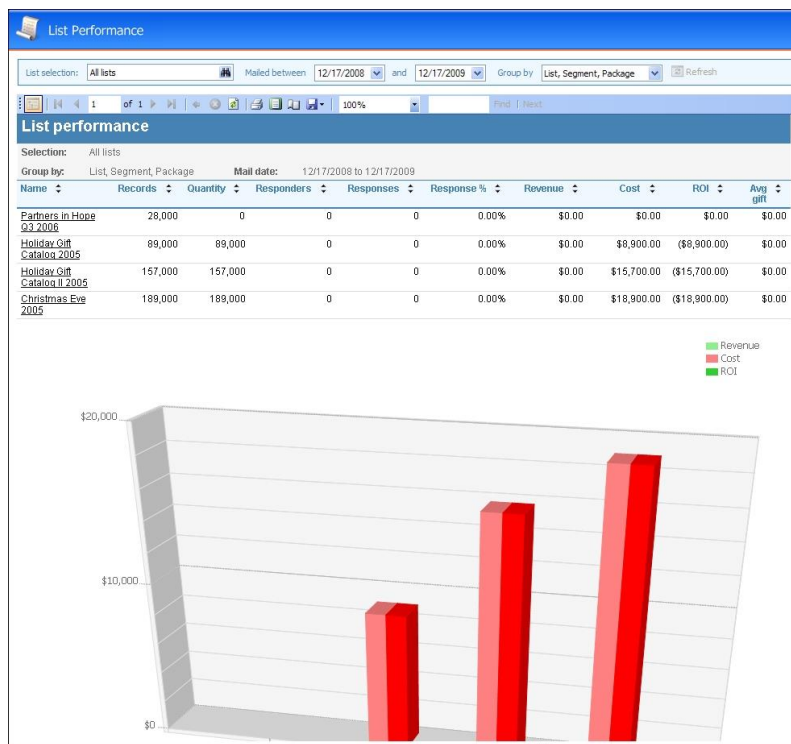 List Performance
List selection: All lists Mailed between 12/17/2008 and 12/17/2009 Group by List, Segment, Package Refresh
1 of 1 100% Find | Next
List performance
Selection: All lists
Group by: List, Segment, Package Mail date: 12/17/2008 to 12/17/2009
Name Records Quantity Responders Responses Response % Revenue Cost ROI Avg gift
Partners in Hope Q3 2006 28,000 0 0 0 0.00% $0.00 $0.00 $0.00 $0.00
Holiday Gift Catalog 2005 89,000 89,000 0 0 0.00% $0.00 $8,900.00 ($8,900.00) $0.00
Holiday Gift Catalog II 2005 157,000 157,000 0 0 0.00% $0.00 $15,700.00 ($15,700.00) $0.00
Christmas Eve 2005 189,000 189,000 0 0 0.00% $0.00 $18,900.00 ($18,900.00) $0.00
Revenue
Cost
ROI
$20,000
$10,000
$0